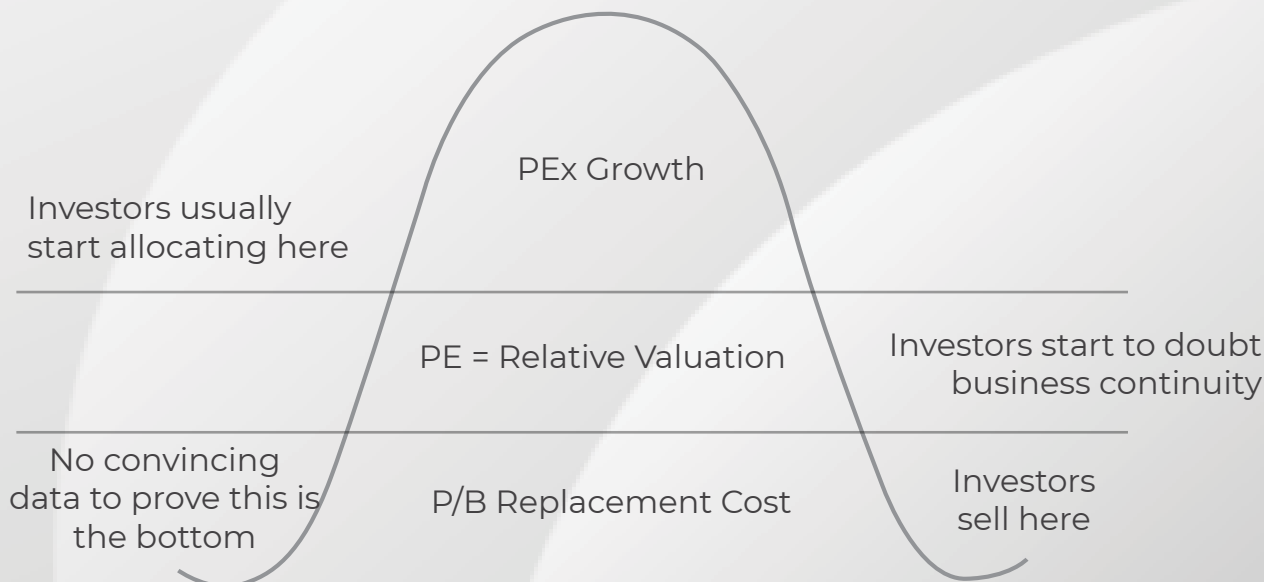 PEx Growth
Investors usually
start allocating here
PE = Relative Valuation
Investors start to doubt
business continuity
No convincing
data to prove this is
the bottom
P/B Replacement Cost
Investors
sell here